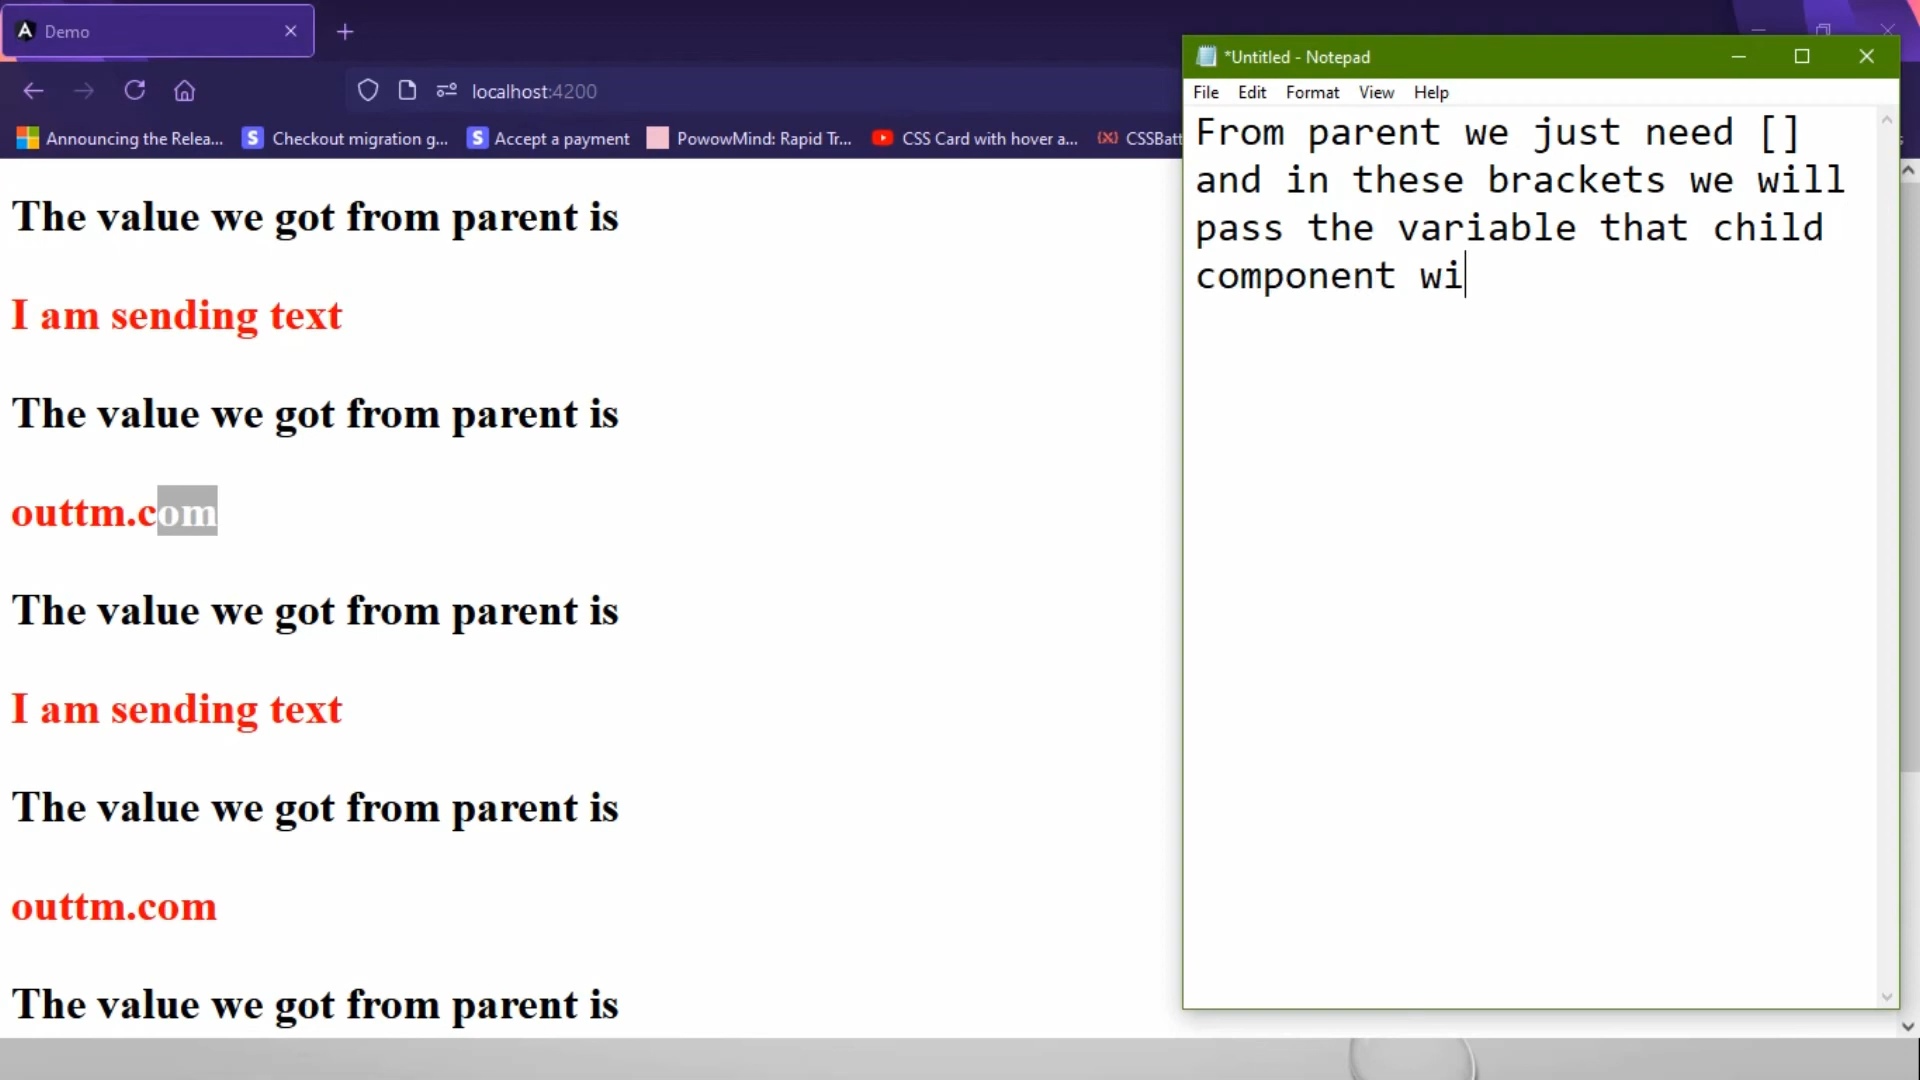 Demo
localhost:4200
Announcing the Relea...
Checkout migration g...
Accept a payment
PowowMind: Rapid Tr...
CSS Card with hover a...
CSSBatt
The value we got from parent is
I am sending text
The value we got from parent is
outtm.com
The value we got from parent is
I am sending text
The value we got from parent is
outtm.com
The value we got from parent is
*Untitled - Notepad
File Edit Format View Help
From parent we just need []
and in these brackets we will
pass the variable that child
component wi